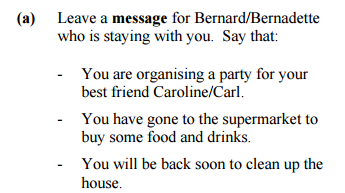 (a) Leave a message for Bernard/Bernadette
who is staying with you. Say that:
- You are organising a party for your
best friend Caroline/Carl.
- You have gone to the supermarket to
buy some food and drinks.
- You will be back soon to clean up the
house.